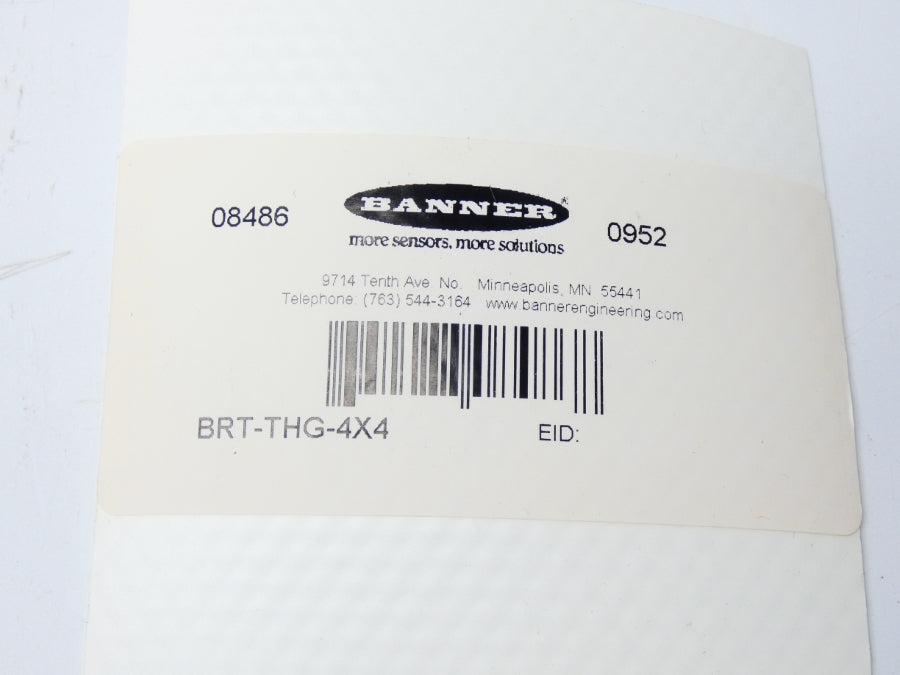 08486
BANNER®
0952
more sensors, more solutions
9714 Tenth Ave. No. Minneapolis, MN 55441
Telephone: (763) 544-3164 www.bannerengineering.com
BRT-THG-4X4
EID: